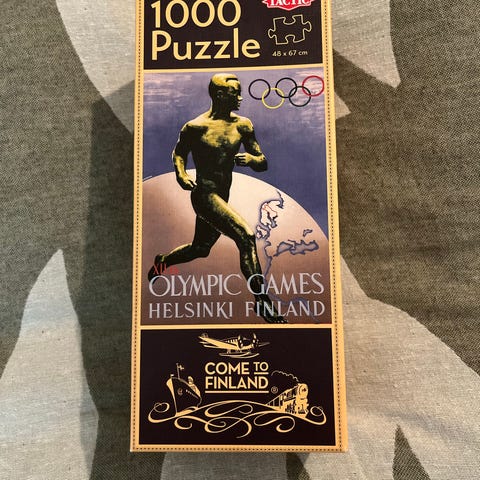 TACTIC
1000
Puzzle
48 x 67 cm
OLYMPIC GAMES
HELSINKI FINLAND
COME TO
FINLAND
®